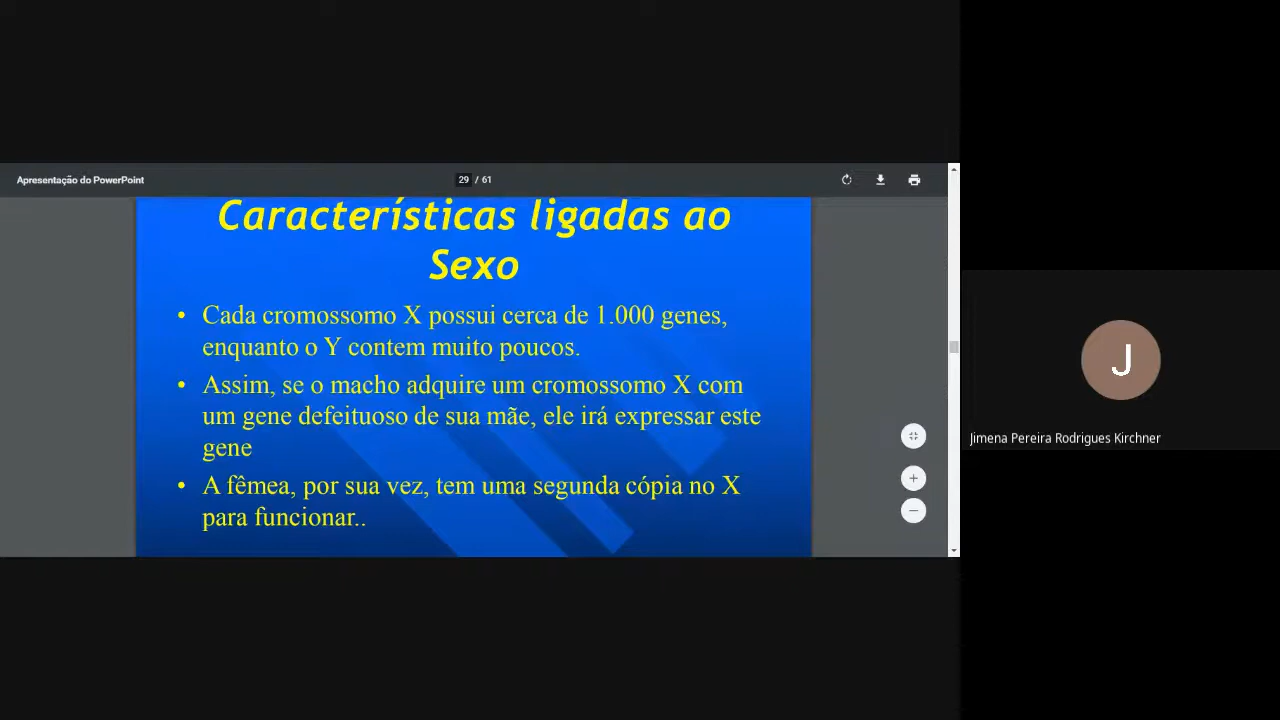 Apresentação do PowerPoint
29 / 61
Características ligadas ao
Sexo
• Cada cromossomo X possui cerca de 1.000 genes,
enquanto o Y contem muito poucos.
• Assim, se o macho adquire um cromossomo X com
um gene defeituoso de sua mãe, ele irá expressar este
gene
• A fêmea, por sua vez, tem uma segunda cópia no X
para funcionar..
J
Jimena Pereira Rodrigues Kirchner